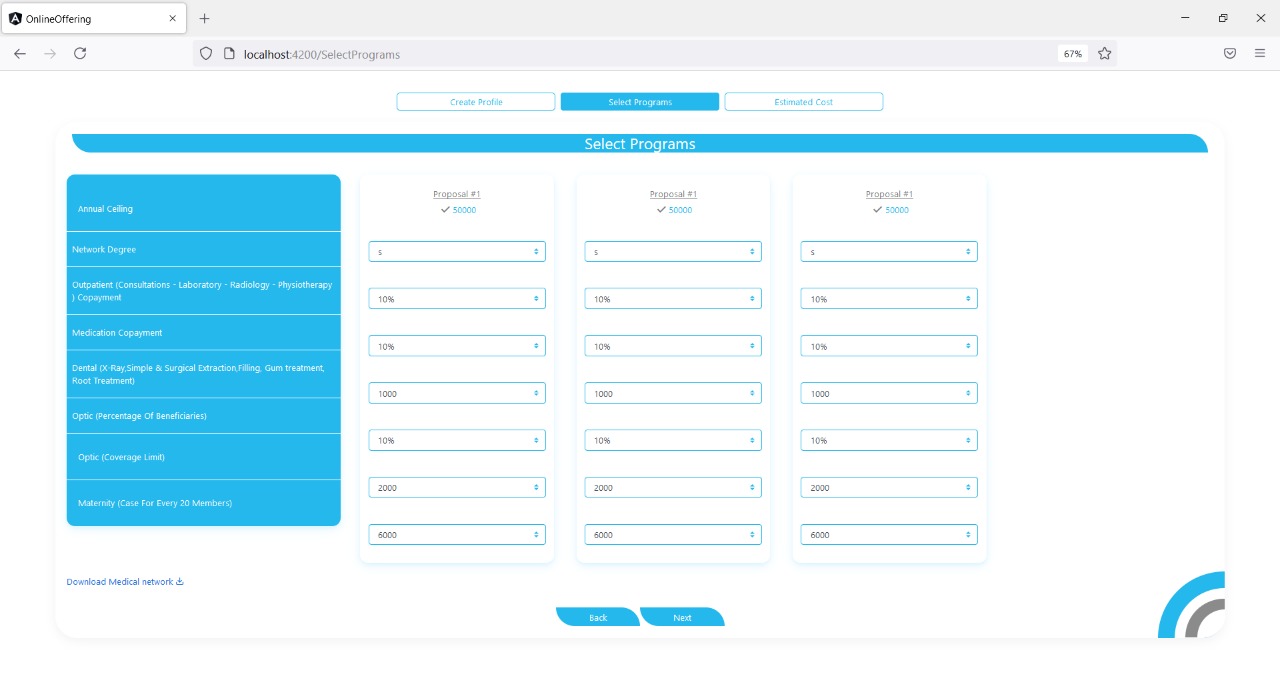 OnlineOffering
localhost:4200/SelectPrograms
67%
Create Profile
Select Programs
Estimated Cost
Select Programs
Annual Ceiling
Network Degree
Outpatient (Consultations - Laboratory - Radiology - Physiotherapy
) Copayment
Medication Copayment
Dental (X-Ray,Simple & Surgical Extraction,Filling, Gum treatment,
Root Treatment)
Optic (Percentage Of Beneficiaries)
Optic (Coverage Limit)
Maternity (Case For Every 20 Members)
Proposal #1
50000
s
10%
10%
1000
10%
2000
6000
Proposal #1
50000
s
10%
10%
1000
10%
2000
6000
Proposal #1
50000
s
10%
10%
1000
10%
2000
6000
Download Medical network
Back
Next